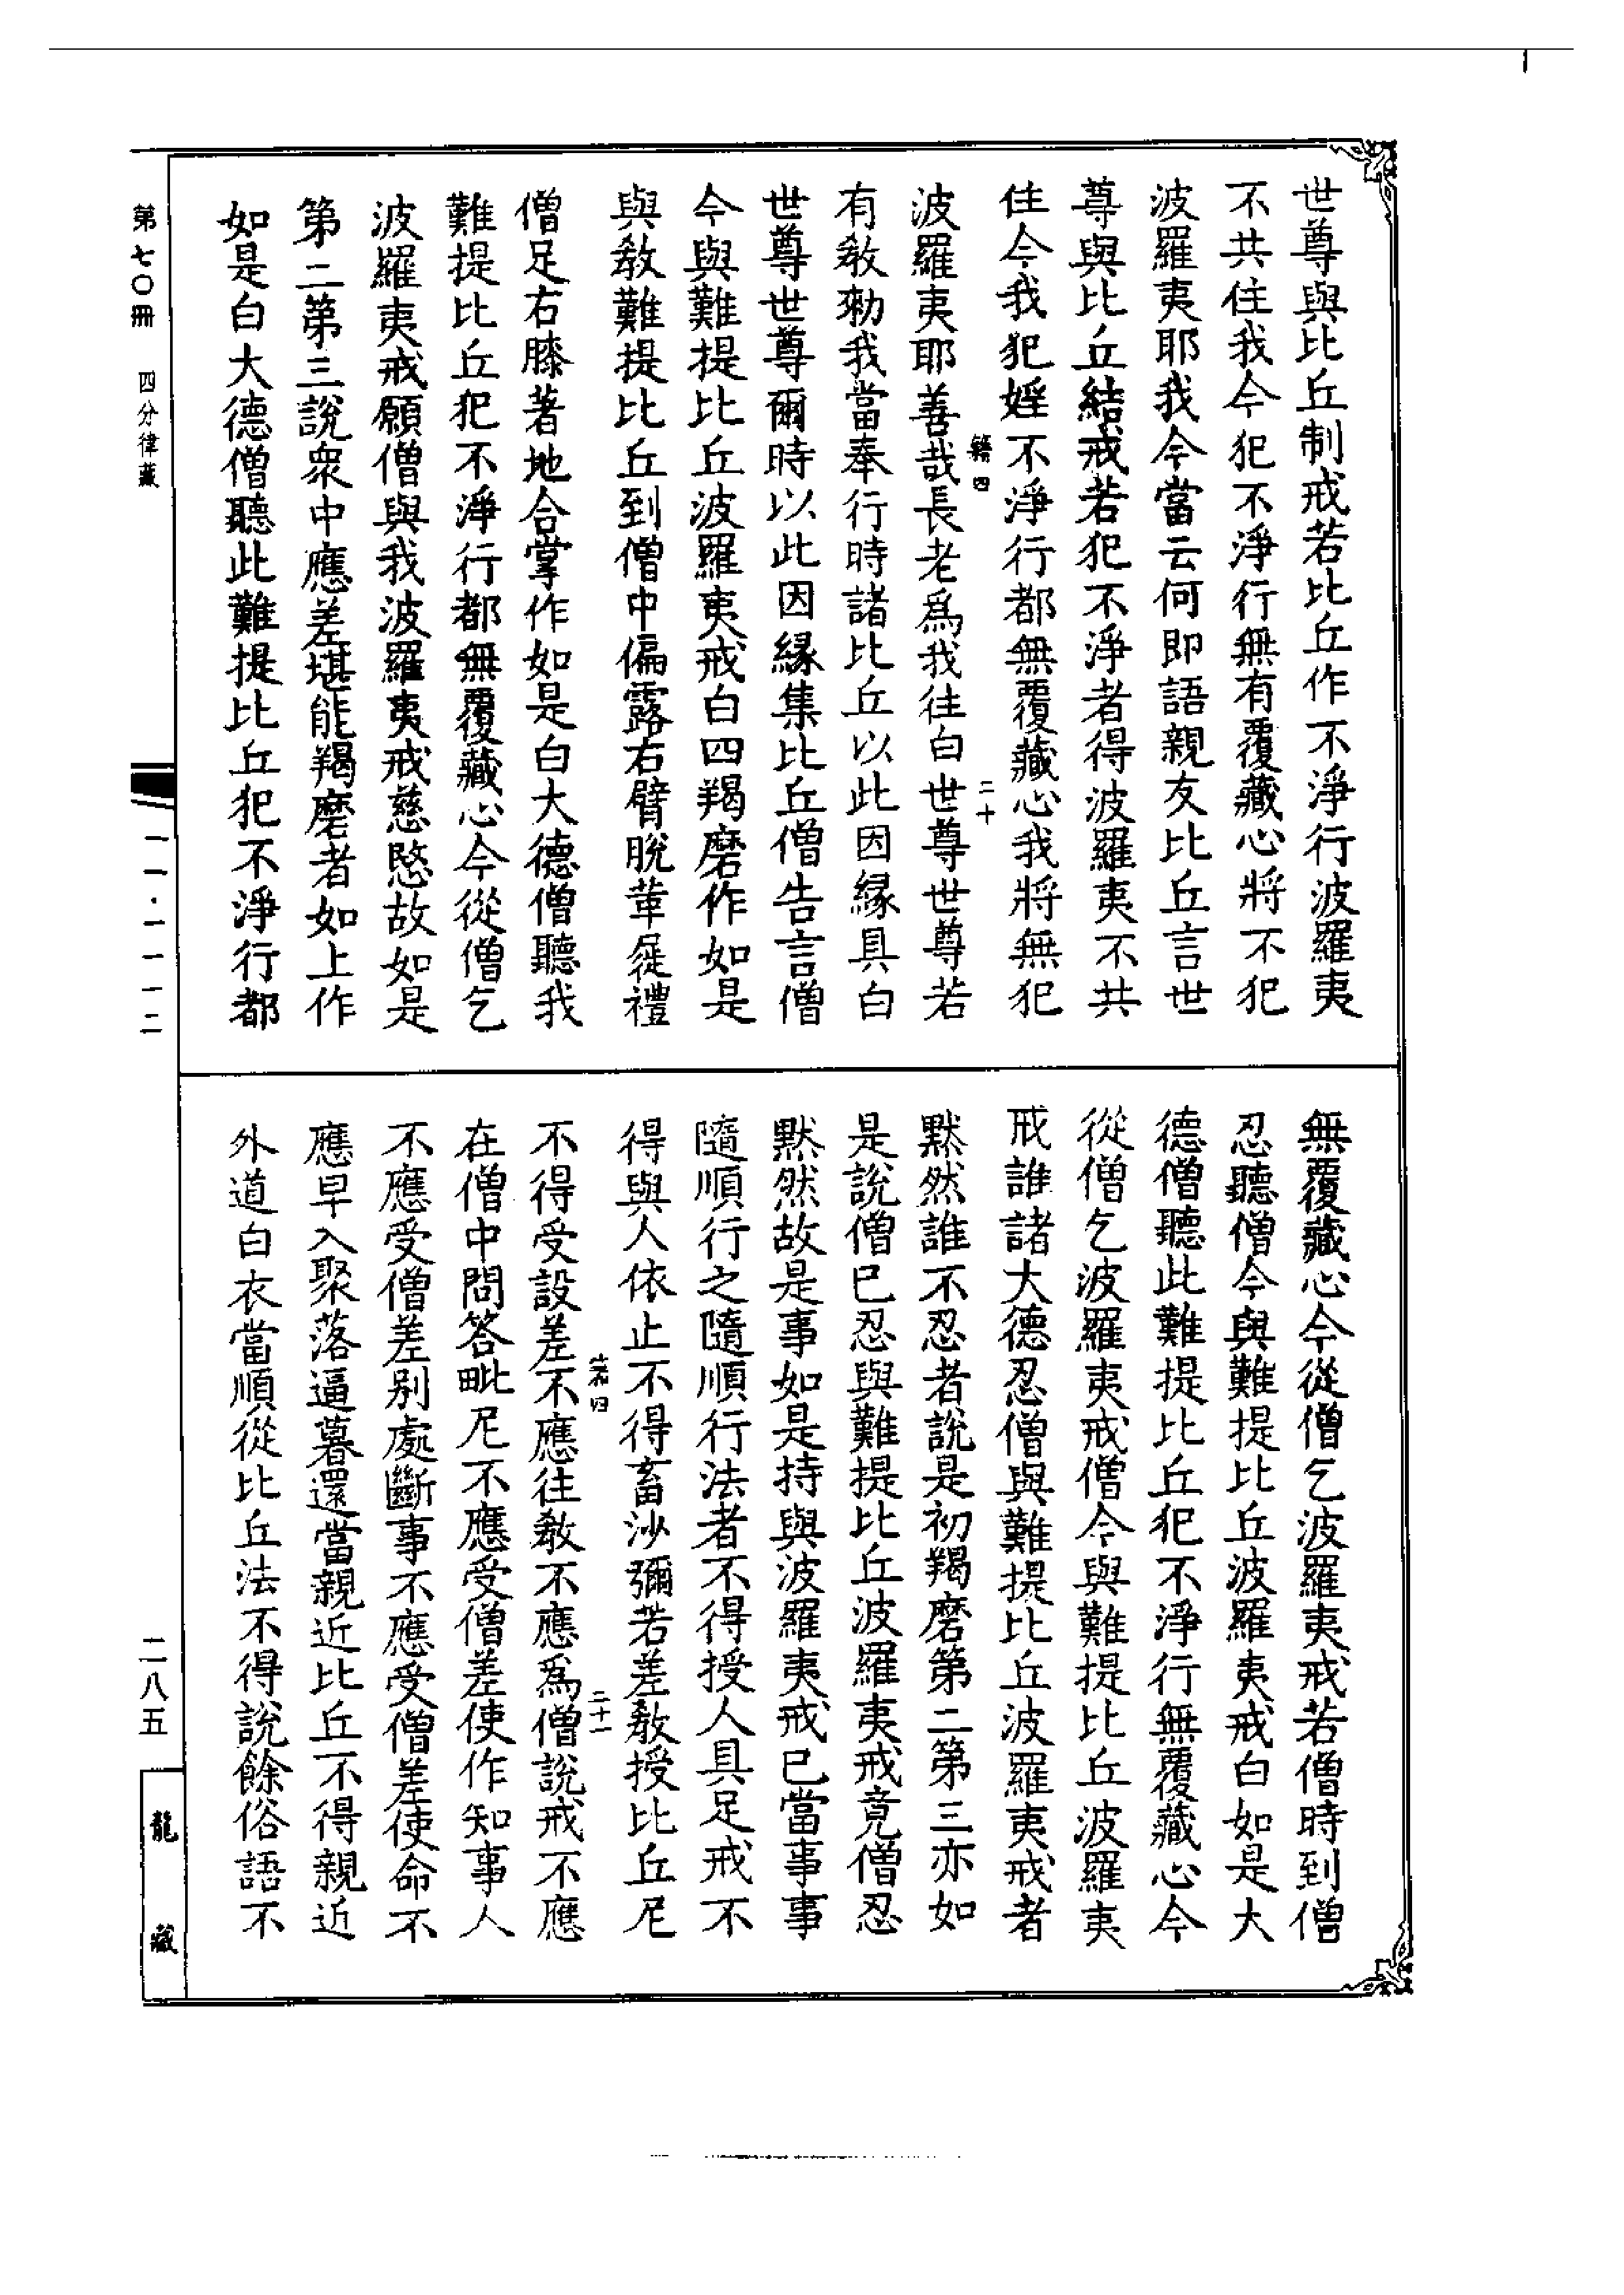 世尊與比丘制戒若比丘作不淨行波羅夷
不共住我今犯不淨行無有覆藏心將不犯
波羅夷耶我今當云何即語親友比丘言世
尊與比丘結戒若犯不淨者得波羅夷不共
住今我犯婬不淨行都無覆藏心我將無犯
籍四 二十
波羅夷耶善哉長老爲我往白世尊世尊若
有教勑我當奉行時諸比丘以此因緣具白
世尊世尊爾時以此因緣集比丘僧告言僧
今與難提比丘波羅夷戒白四羯磨作如是
與教難提比丘到僧中偏露右臂脫革屣禮
僧足右膝著地合掌作如是白大德僧聽我
難提比丘犯不淨行都無覆藏心今從僧乞
波羅夷戒願僧與我波羅夷戒慈愍故如是
第二第三說衆中應差堪能羯磨者如上作
如是白大德僧聽此難提比丘犯不淨行都
無覆藏心今從僧乞波羅夷戒若僧時到僧
忍聽僧今與難提比丘波羅夷戒白如是大
德僧聽此難提比丘犯不淨行無覆藏心今
從僧乞波羅夷戒僧今與難提比丘波羅夷
戒誰諸大德忍僧與難提比丘波羅夷戒者
默然誰不忍者說是初羯磨第二第三亦如
是說僧已忍與難提比丘波羅夷戒竟僧忍
默然故是事如是持與波羅夷戒已當事事
隨順行之隨順行法者不得授人具足戒不
得與人依止不得畜沙彌若差教授比丘尼
四 二十一
不得受設差不應往教不應爲僧說戒不應
在僧中問答毗尼不應受僧差使作知事人
不應受僧差別處斷事不應受僧差使命不
應早入聚落逼暮還當親近比丘不得親近
外道白衣當順從比丘法不得說餘俗語不
第七〇冊 四分律藏
二八五
龍藏